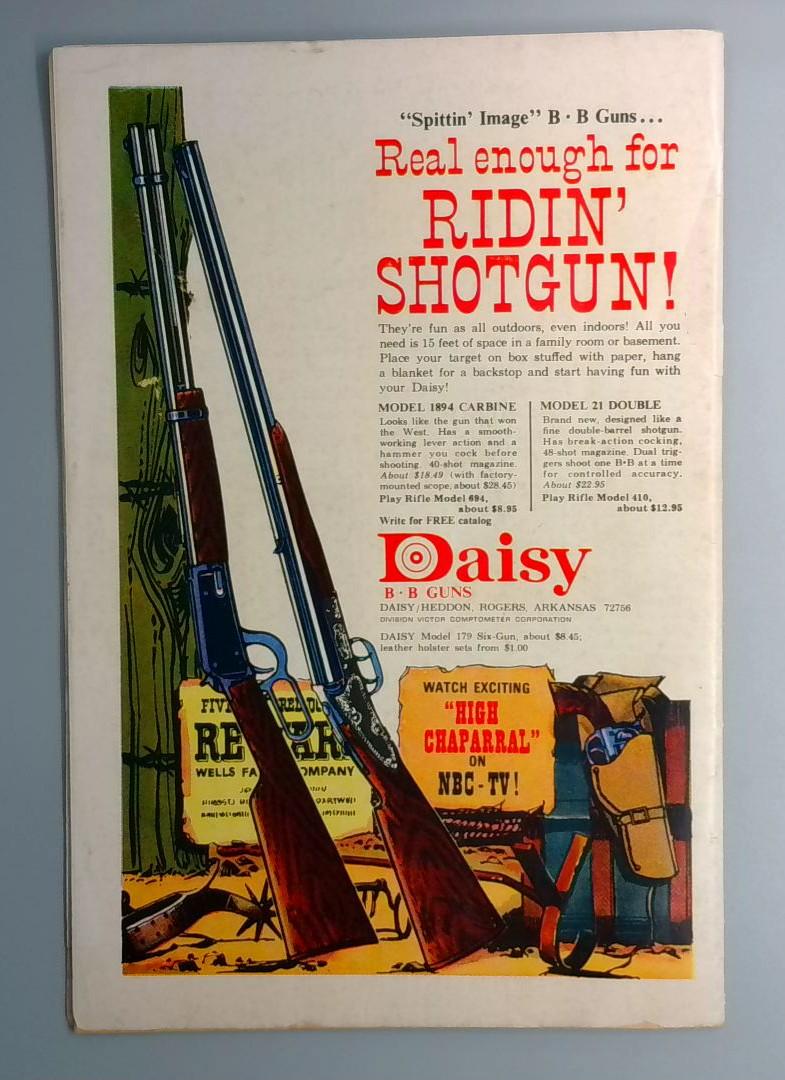 “Spittin’ Image” B·B Guns...
Real enough for
RIDIN’
SHOTGUN!
They’re fun as all outdoors, even indoors! All you
need is 15 feet of space in a family room or basement.
Place your target on box stuffed with paper, hang
a blanket for a backstop and start having fun with
your Daisy!
MODEL 1894 CARBINE
Looks like the gun that won
the West. Has a smooth-
working lever action and a
hammer you cock before
shooting. 40-shot magazine.
About $18.49 (with factory-
mounted scope, about $28.45)
Play Rifle Model 694,
about $8.95
Write for FREE catalog
MODEL 21 DOUBLE
Brand new, designed like a
fine double-barrel shotgun.
Has break-action cocking,
48-shot magazine. Dual trig-
gers shoot one B·B at a time
for controlled accuracy.
About $22.95
Play Rifle Model 410,
about $12.95
Daisy
B·B GUNS
DAISY/HEDDON, ROGERS, ARKANSAS 72756
DIVISION VICTOR COMPTOMETER CORPORATION
DAISY Model 179 Six-Gun, about $8.45;
leather holster sets from $1.00
FIV RED DO
RE AR
WELLS FA OMPANY
WATCH EXCITING
“HIGH
CHAPARRAL”
ON
NBC-TV!